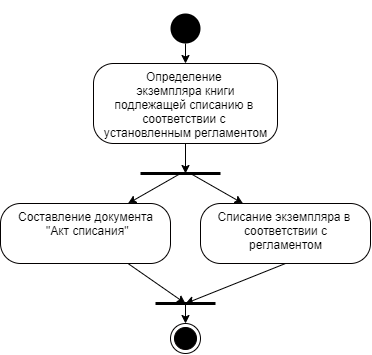 Определение
экземпляра книги
подлежащей списанию в
соответствии с
установленным регламентом
Составление документа
"Акт списания"
Списание экземпляра в
соответствии с
регламентом